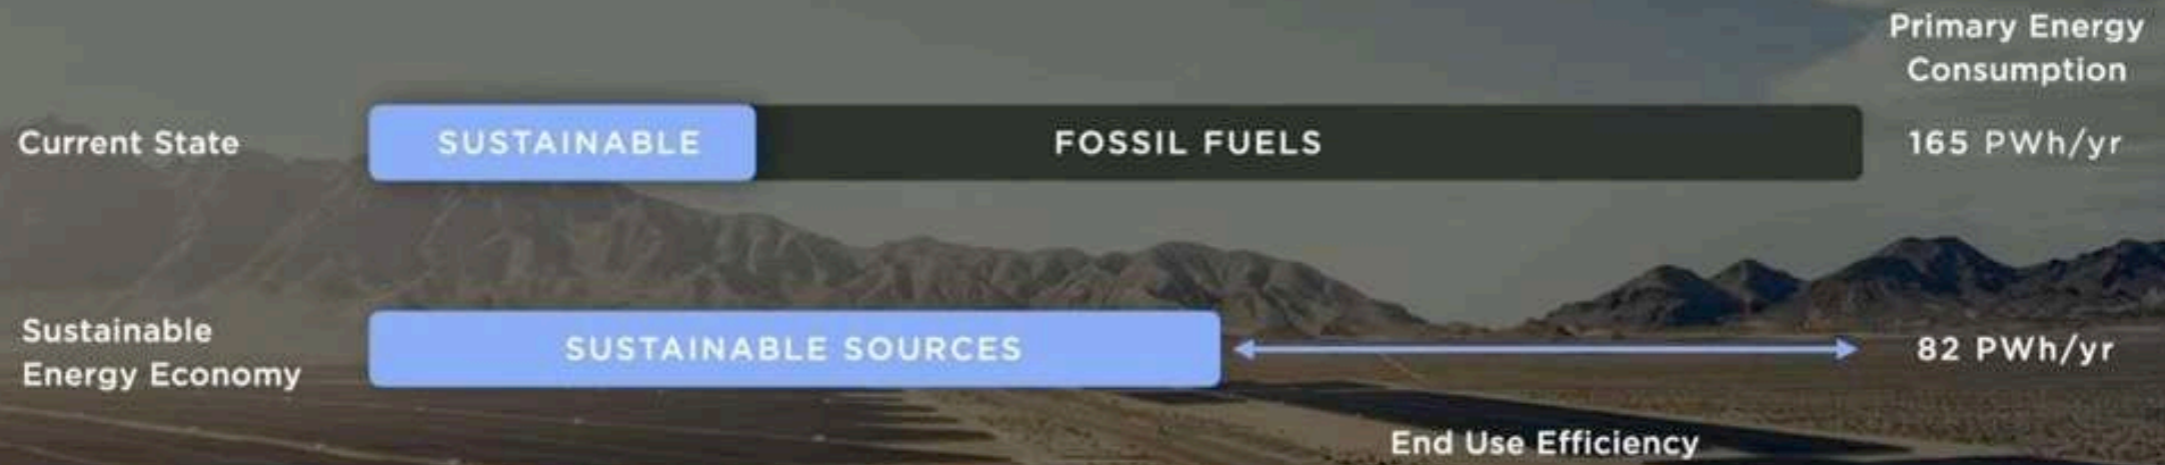 Primary Energy
Consumption
Current State
SUSTAINABLE
FOSSIL FUELS
165 PWh/yr
Sustainable
Energy Economy
SUSTAINABLE SOURCES
82 PWh/yr
End Use Efficiency